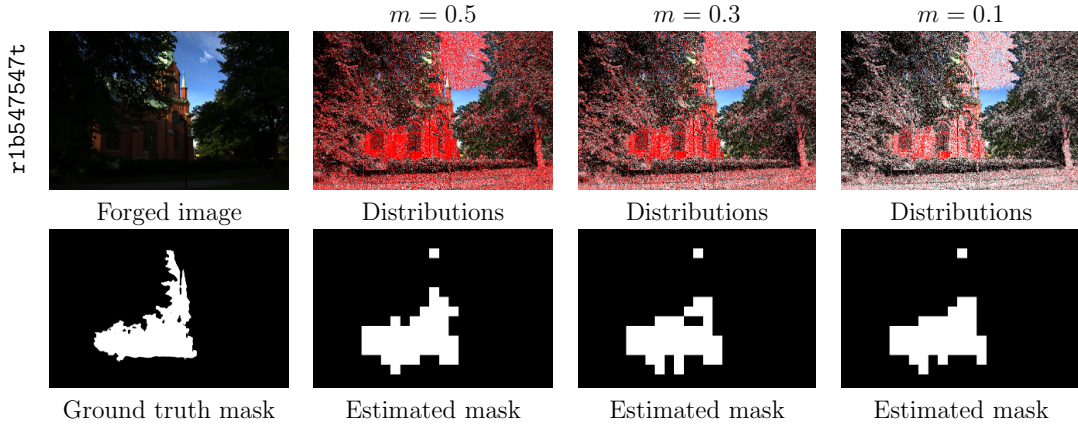 m = 0.5
m = 0.3
m = 0.1
r1b547547t
Forged image
Distributions
Distributions
Distributions
Ground truth mask
Estimated mask
Estimated mask
Estimated mask